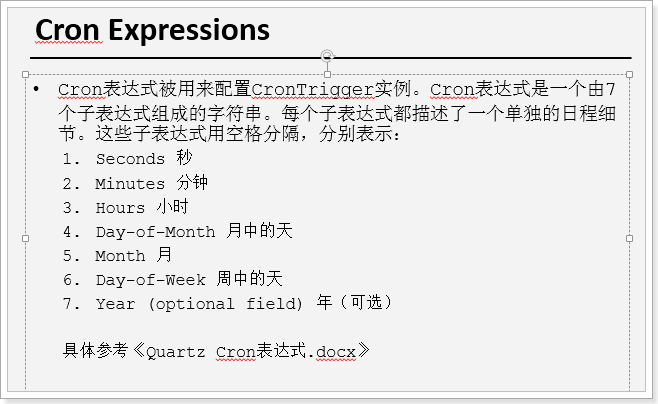 Cron Expressions
• Cron表达式被用来配置CronTrigger实例。Cron表达式是一个由7
个子表达式组成的字符串。每个子表达式都描述了一个单独的日程细
节。这些子表达式用空格分隔，分别表示：
1. Seconds 秒
2. Minutes 分钟
3. Hours 小时
4. Day-of-Month 月中的天
5. Month 月
6. Day-of-Week 周中的天
7. Year (optional field) 年（可选）
具体参考《Quartz Cron表达式.docx》